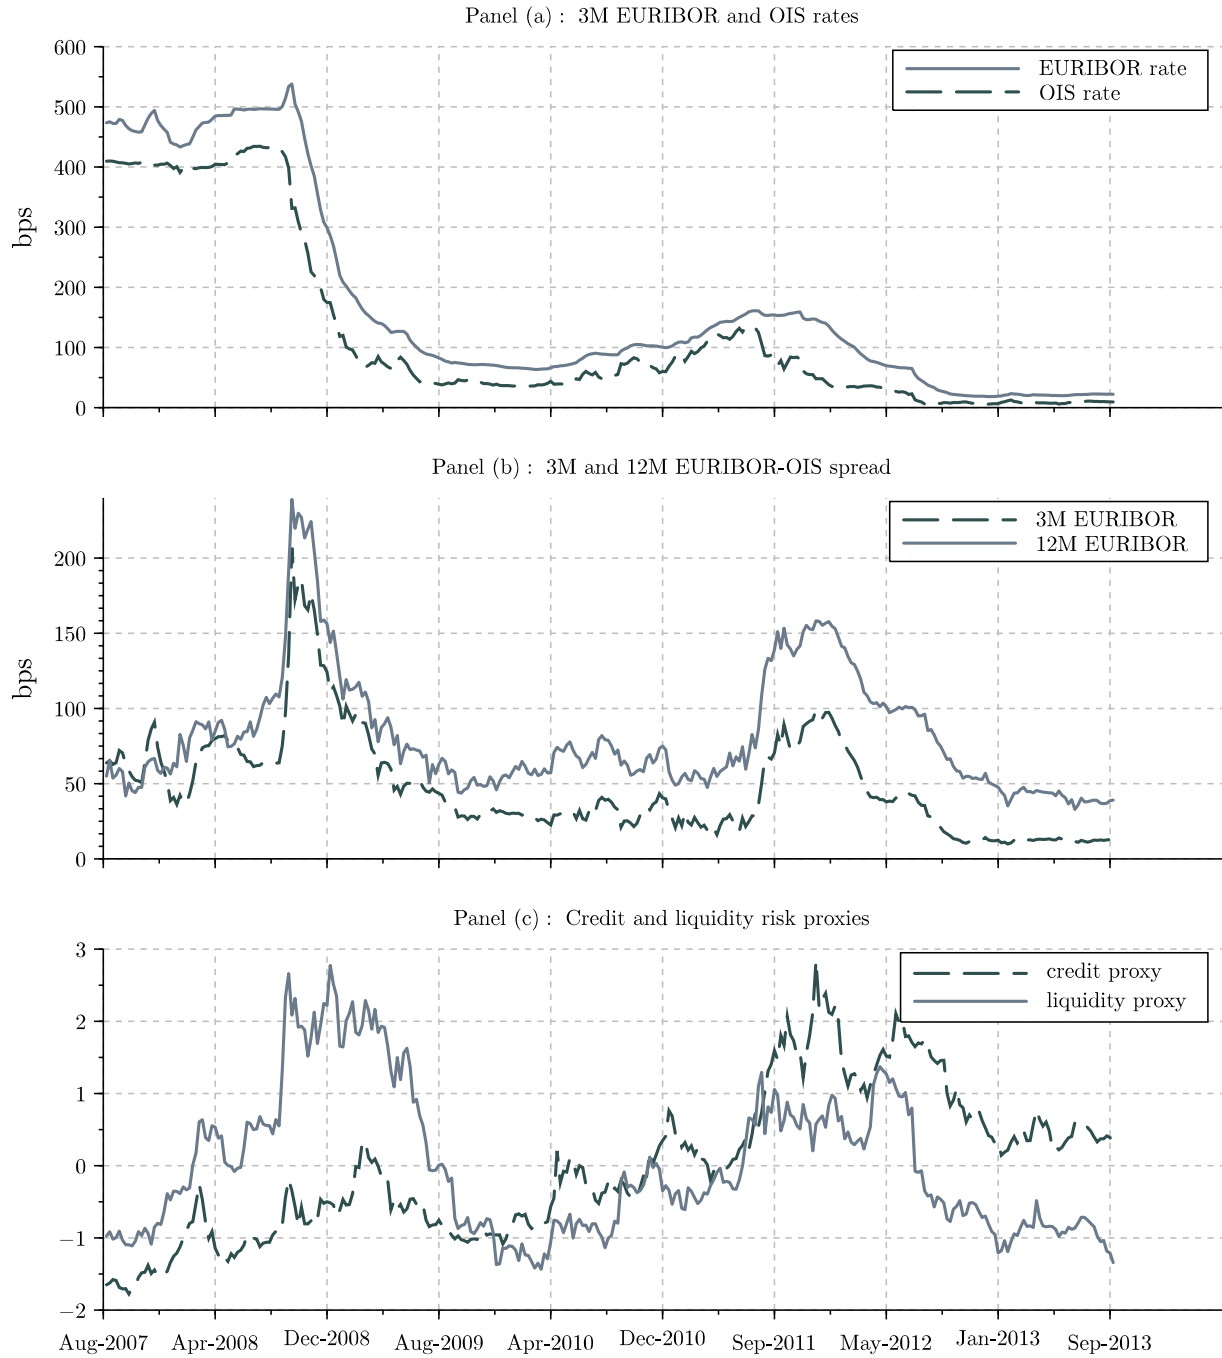 Panel (a) : 3M EURIBOR and OIS rates
600
500
400
300
200
100
0
bps
EURIBOR rate
OIS rate
Panel (b) : 3M and 12M EURIBOR-OIS spread
200
150
100
50
0
bps
3M EURIBOR
12M EURIBOR
Panel (c) : Credit and liquidity risk proxies
3
2
1
0
−1
−2
credit proxy
liquidity proxy
Aug-2007 Apr-2008 Dec-2008 Aug-2009 Apr-2010 Dec-2010 Sep-2011 May-2012 Jan-2013 Sep-2013